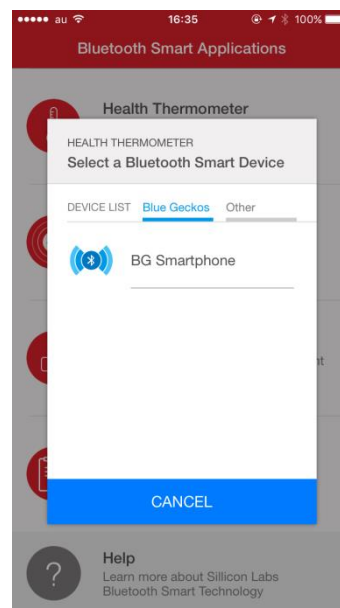 au 16:35 100%
Bluetooth Smart Applications
Health Thermometer
HEALTH THERMOMETER
Select a Bluetooth Smart Device
DEVICE LIST Blue Geckos Other
BG Smartphone
nt
CANCEL
?
Help
Learn more about Sillicon Labs
Bluetooth Smart Technology